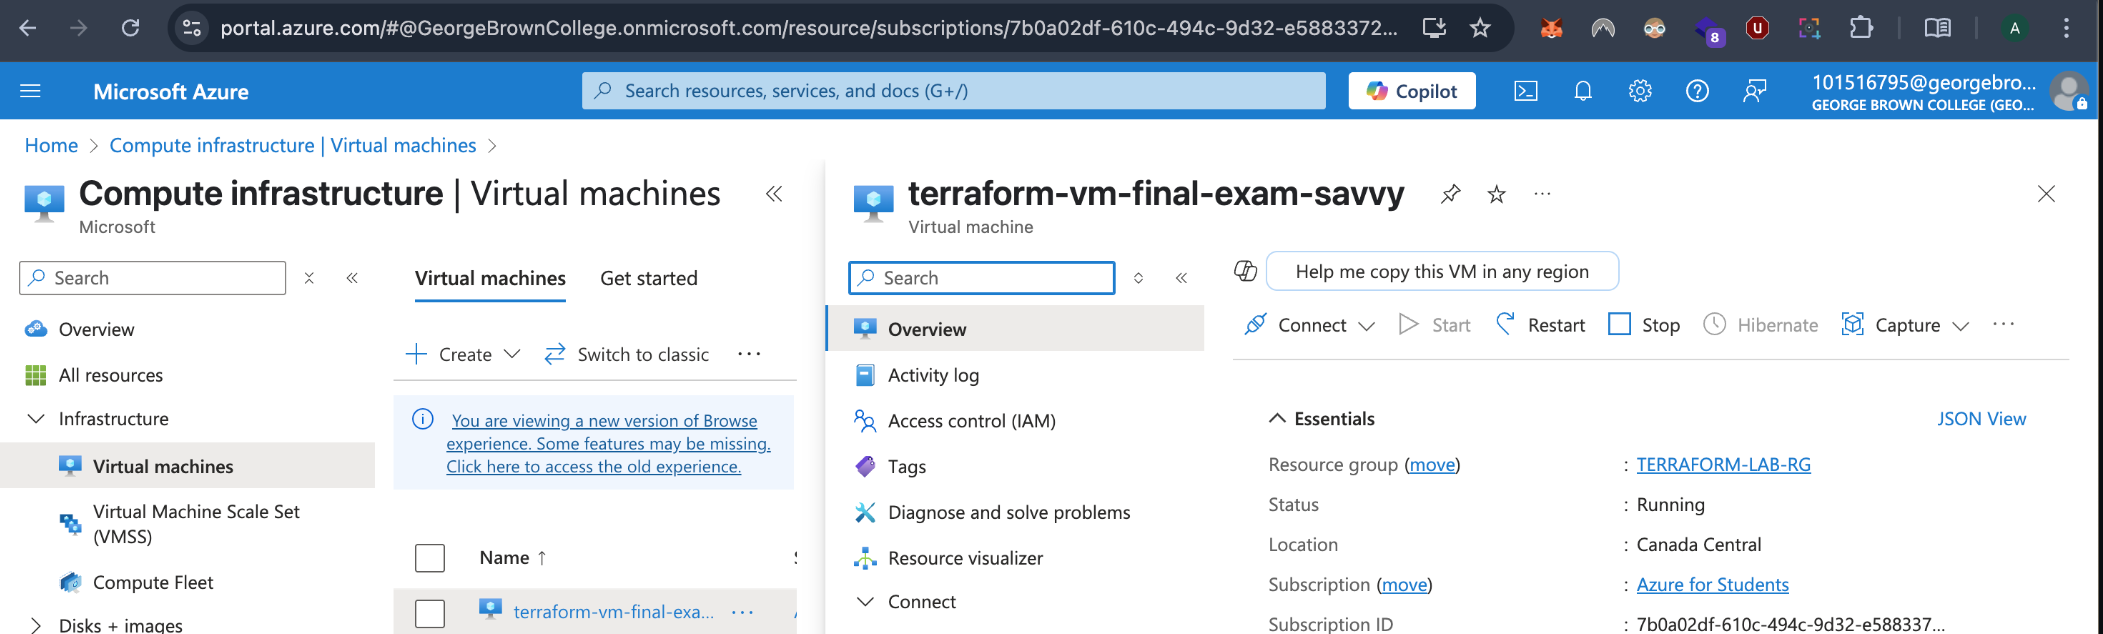 portal.azure.com/#@GeorgeBrownCollege.onmicrosoft.com/resource/subscriptions/7b0a02df-610c-494c-9d32-e5883372...
8
U
A
Microsoft Azure
Search resources, services, and docs (G+/)
Copilot
101516795@georgebro...
GEORGE BROWN COLLEGE (GEO...
Home > Compute infrastructure | Virtual machines >
Compute infrastructure | Virtual machines
Microsoft
Search
Overview
All resources
Infrastructure
Virtual machines
Virtual Machine Scale Set
(VMSS)
Compute Fleet
Disks + images
Virtual machines
Get started
Create
Switch to classic
...
You are viewing a new version of Browse
experience. Some features may be missing.
Click here to access the old experience.
Name ↑
terraform-vm-final-exa... ...
terraform-vm-final-exam-savvy
...
Virtual machine
Search
Overview
Activity log
Access control (IAM)
Tags
Diagnose and solve problems
Resource visualizer
Connect
Help me copy this VM in any region
Connect
Start
Restart
Stop
Hibernate
Capture
...
Essentials
JSON View
Resource group (move) : TERRAFORM-LAB-RG
Status : Running
Location : Canada Central
Subscription (move) : Azure for Students
Subscription ID : 7b0a02df-610c-494c-9d32-e588337...